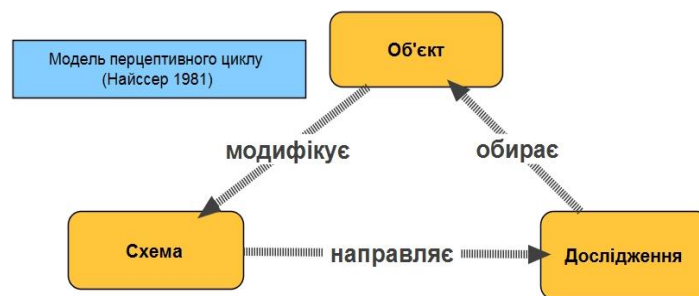 Модель перцептивного циклу
(Найссер 1981)
Об'єкт
модифікує
обирає
Схема
направляє
Дослідження